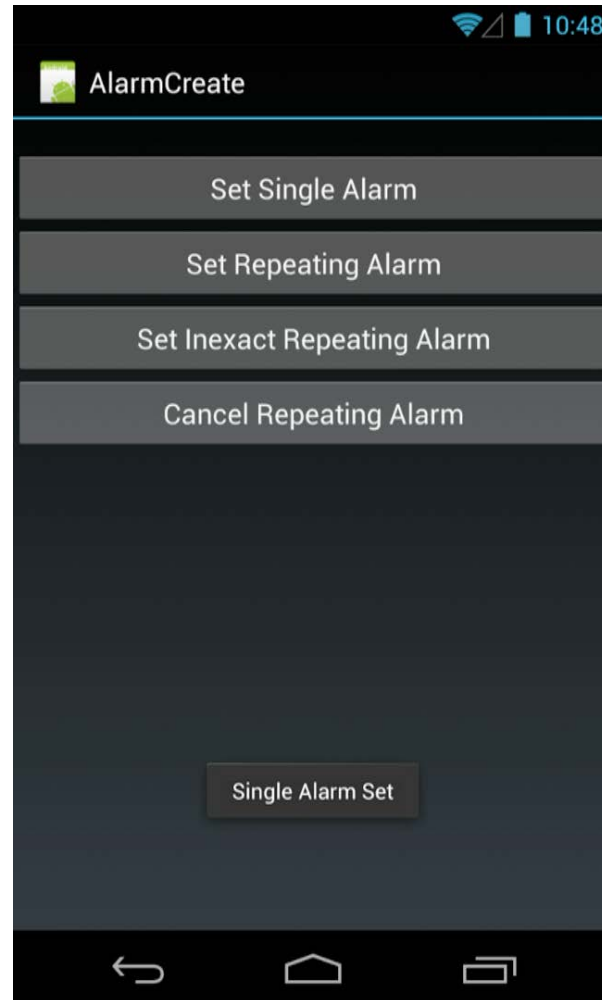 10:48
AlarmCreate
Set Single Alarm
Set Repeating Alarm
Set Inexact Repeating Alarm
Cancel Repeating Alarm
Single Alarm Set